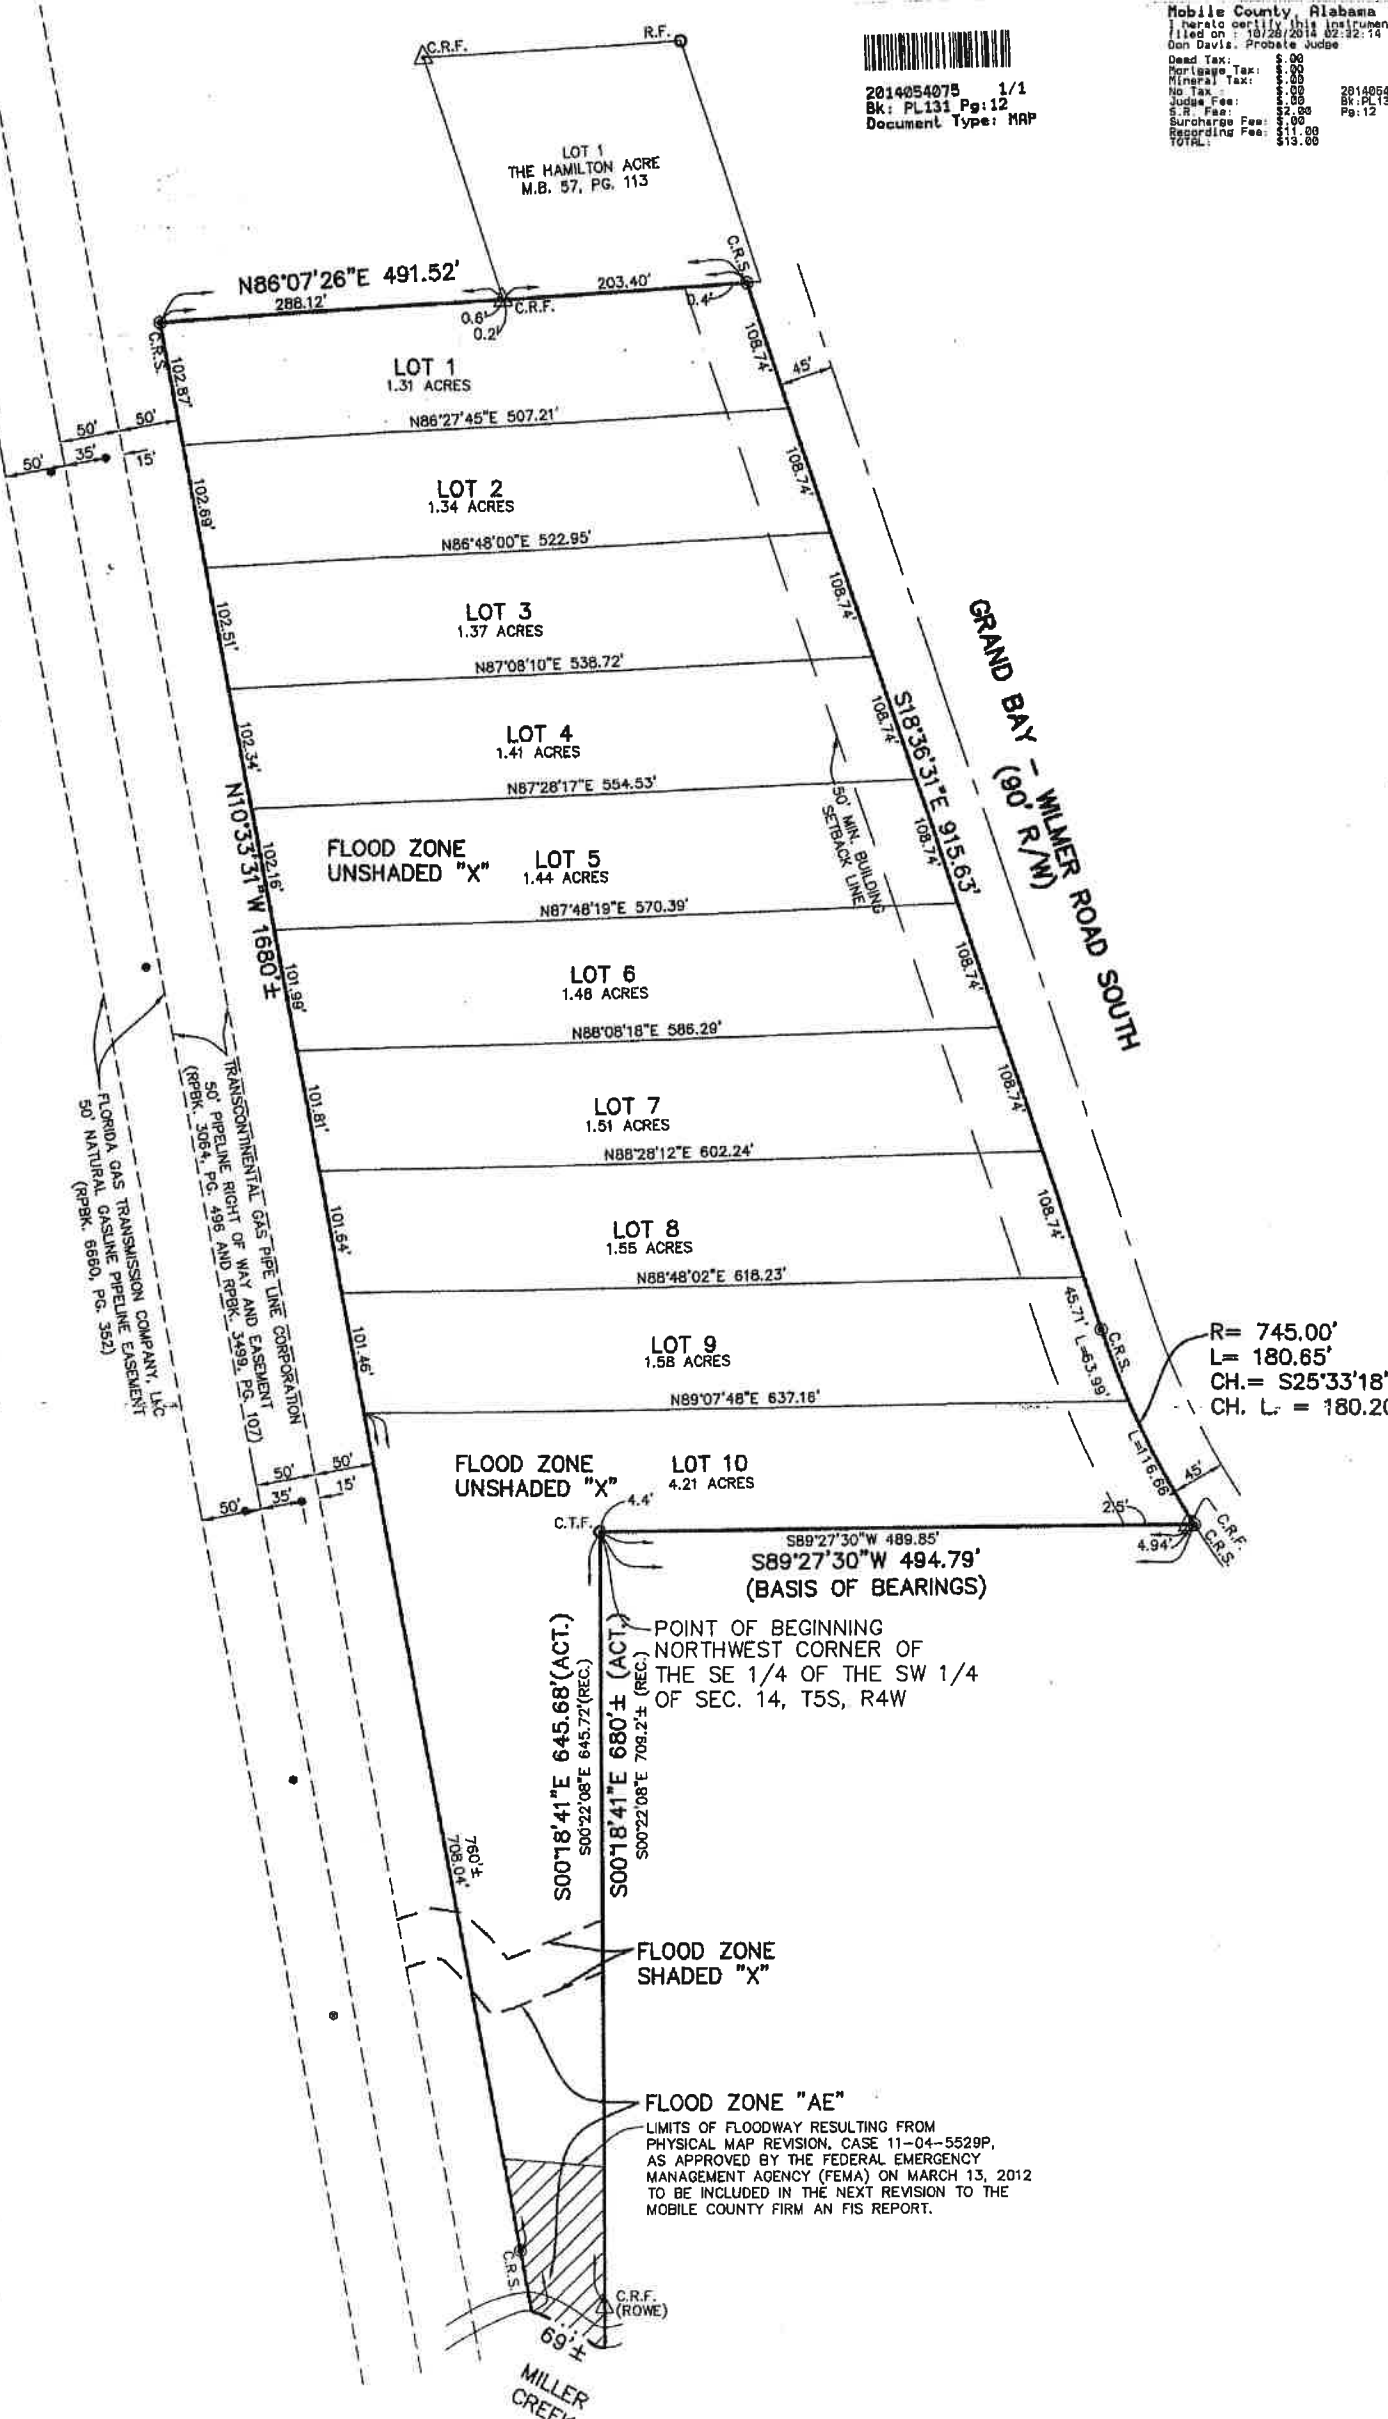 Mobile County, Alabama
I hereto certify this instrumen
filed on : 10/28/2014 02:32:14
Don Davis, Probate Judge
Deed Tax: $.00
Mortgage Tax: $.00
Mineral Tax: $.00
No Tax : $.00
Judge Fee: $.00
S.R. Fee: $2.00
Surcharge Fee: $.00
Recording Fee: $11.00
TOTAL: $13.00
Pg:12
2014054075 1/1
Bk: PL131 Pg:12
Document Type: MAP
C.R.F.
R.F.
LOT 1
THE HAMILTON ACRE
M.B. 57, PG. 113
C.R.S.
N86°07'26"E 491.52'
288.12'
203.40'
0.6'
0.2'
C.R.F.
0.4'
C.R.S.
102.87'
LOT 1
1.31 ACRES
108.74'
45'
N86°27'45"E 507.21'
50'
50'
50'
35'
15'
102.69'
LOT 2
1.34 ACRES
108.74'
N86°48'00"E 522.95'
102.51'
LOT 3
1.37 ACRES
108.74'
N87°08'10"E 538.72'
102.34'
LOT 4
1.41 ACRES
108.74'
S18°36'31"E 915.63'
GRAND BAY - WILMER ROAD SOUTH
(90' R/W)
N87°28'17"E 554.53'
50' MIN. BUILDING
SETBACK LINE
N10°33'31"W 1680'±
102.16'
FLOOD ZONE
UNSHADED "X"
LOT 5
1.44 ACRES
108.74'
N87°48'19"E 570.39'
101.99'
LOT 6
1.48 ACRES
108.74'
N88°08'18"E 586.29'
101.81'
LOT 7
1.51 ACRES
108.74'
N88°28'12"E 602.24'
TRANSCONTINENTAL GAS PIPE LINE CORPORATION
50' PIPELINE RIGHT OF WAY AND EASEMENT
(RPBK. 3064, PG. 496 AND RPBK. 3499, PG. 107)
FLORIDA GAS TRANSMISSION COMPANY, LLC
50' NATURAL GASLINE PIPELINE EASEMENT
(RPBK. 6660, PG. 352)
101.64'
LOT 8
1.55 ACRES
108.74'
N88°48'02"E 618.23'
101.46'
LOT 9
1.58 ACRES
45.71'
L=63.99'
C.R.S.
R= 745.00'
L= 180.65'
CH.= S25°33'18"
CH. L. = 180.20
N89°07'48"E 637.16'
FLOOD ZONE
UNSHADED "X"
LOT 10
4.21 ACRES
L=116.66'
45'
50'
50'
50'
35'
15'
C.T.F.
4.4'
2.5'
S89°27'30"W 489.85'
4.94'
C.R.F.
C.R.S.
S89°27'30"W 494.79'
(BASIS OF BEARINGS)
POINT OF BEGINNING
NORTHWEST CORNER OF
THE SE 1/4 OF THE SW 1/4
OF SEC. 14, T5S, R4W
S00°18'41"E 645.68'(ACT.)
S00°22'08"E 645.72'(REC.)
S00°18'41"E 680'± (ACT.)
S00°22'08"E 709.2'± (REC.)
760'±
708.04'
FLOOD ZONE
SHADED "X"
FLOOD ZONE "AE"
LIMITS OF FLOODWAY RESULTING FROM
PHYSICAL MAP REVISION, CASE 11-04-5529P,
AS APPROVED BY THE FEDERAL EMERGENCY
MANAGEMENT AGENCY (FEMA) ON MARCH 13, 2012
TO BE INCLUDED IN THE NEXT REVISION TO THE
MOBILE COUNTY FIRM AN FIS REPORT.
C.R.S.
C.R.F.
(ROWE)
69'±
MILLER
CREEK